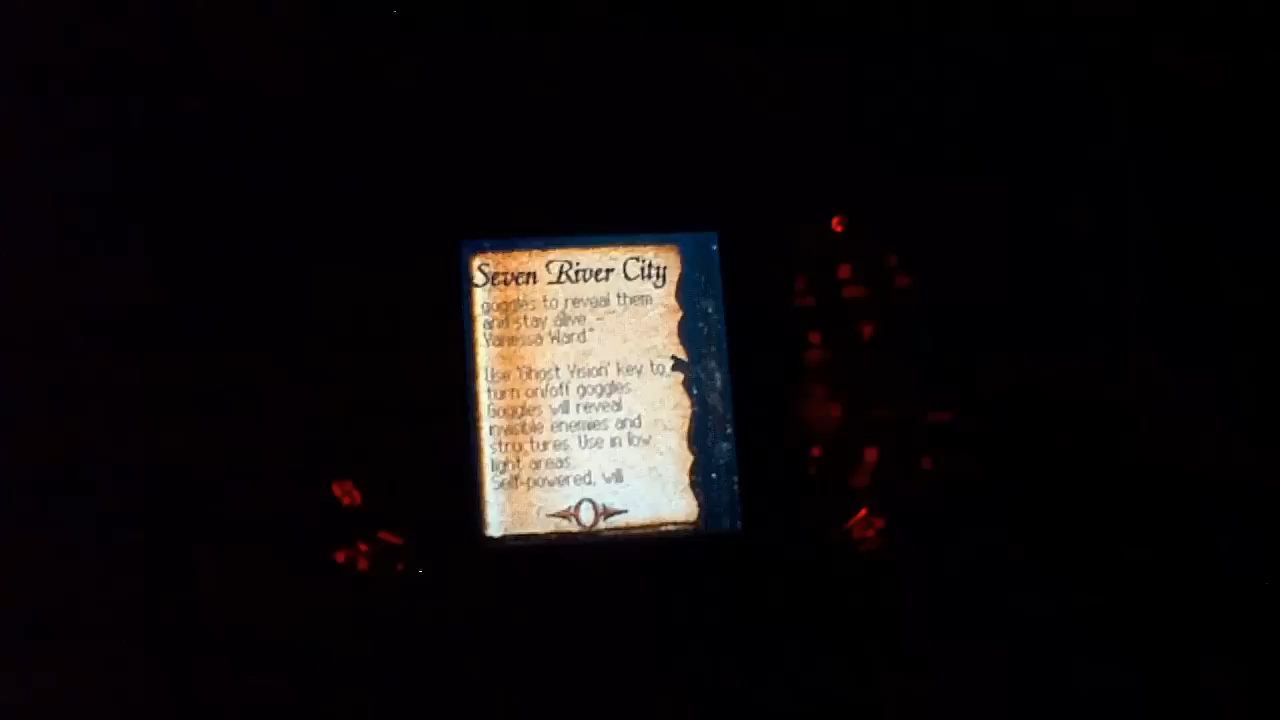 Seven River City
goggles to reveal them
and stay alive –
Vanessa Ward"
Use 'Ghost Vision' key to
turn on/off goggles.
Goggles will reveal
invisible enemies and
structures. Use in low
light areas.
Self-powered, will